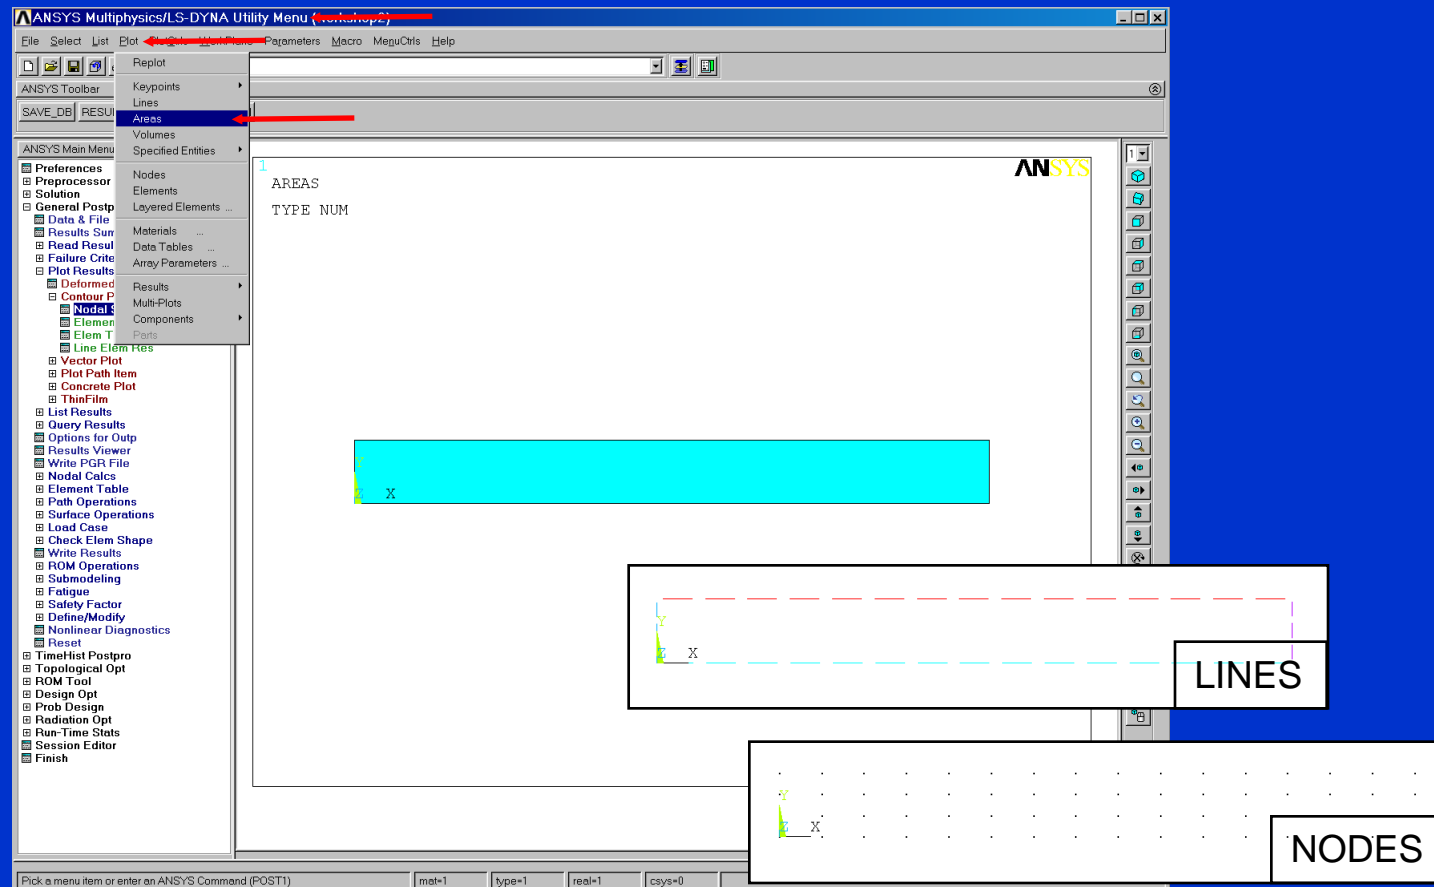 ANSYS Multiphysics/LS-DYNA Utility Menu (workshop2)
File Select List Plot PlotCtrls WorkPlane Parameters Macro MenuCtrls Help
Replot
ANSYS Toolbar
Keypoints
Lines
SAVE_DB RESU
Areas
Volumes
Specified Entities
Nodes
Elements
Layered Elements ...
Materials ...
Data Tables ...
Array Parameters ...
Results
Multi-Plots
Components
Parts
ANSYS Main Menu
Preferences
Preprocessor
Solution
General Postp
Data & File
Results Sum
Read Resul
Failure Crite
Plot Results
Deformed
Contour P
Nodal S
Elemen
Elem T
Line Elem Res
Vector Plot
Plot Path Item
Concrete Plot
ThinFilm
List Results
Query Results
Options for Outp
Results Viewer
Write PGR File
Nodal Calcs
Element Table
Path Operations
Surface Operations
Load Case
Check Elem Shape
Write Results
ROM Operations
Submodeling
Fatigue
Safety Factor
Define/Modify
Nonlinear Diagnostics
Reset
TimeHist Postpro
Topological Opt
ROM Tool
Design Opt
Prob Design
Radiation Opt
Run-Time Stats
Session Editor
Finish
1
ANSYS
AREAS
TYPE NUM
Y
Z X
1
Y
Z X
LINES
Y
Z X
NODES
Pick a menu item or enter an ANSYS Command (POST1)
mat=1
type=1
real=1
csys=0